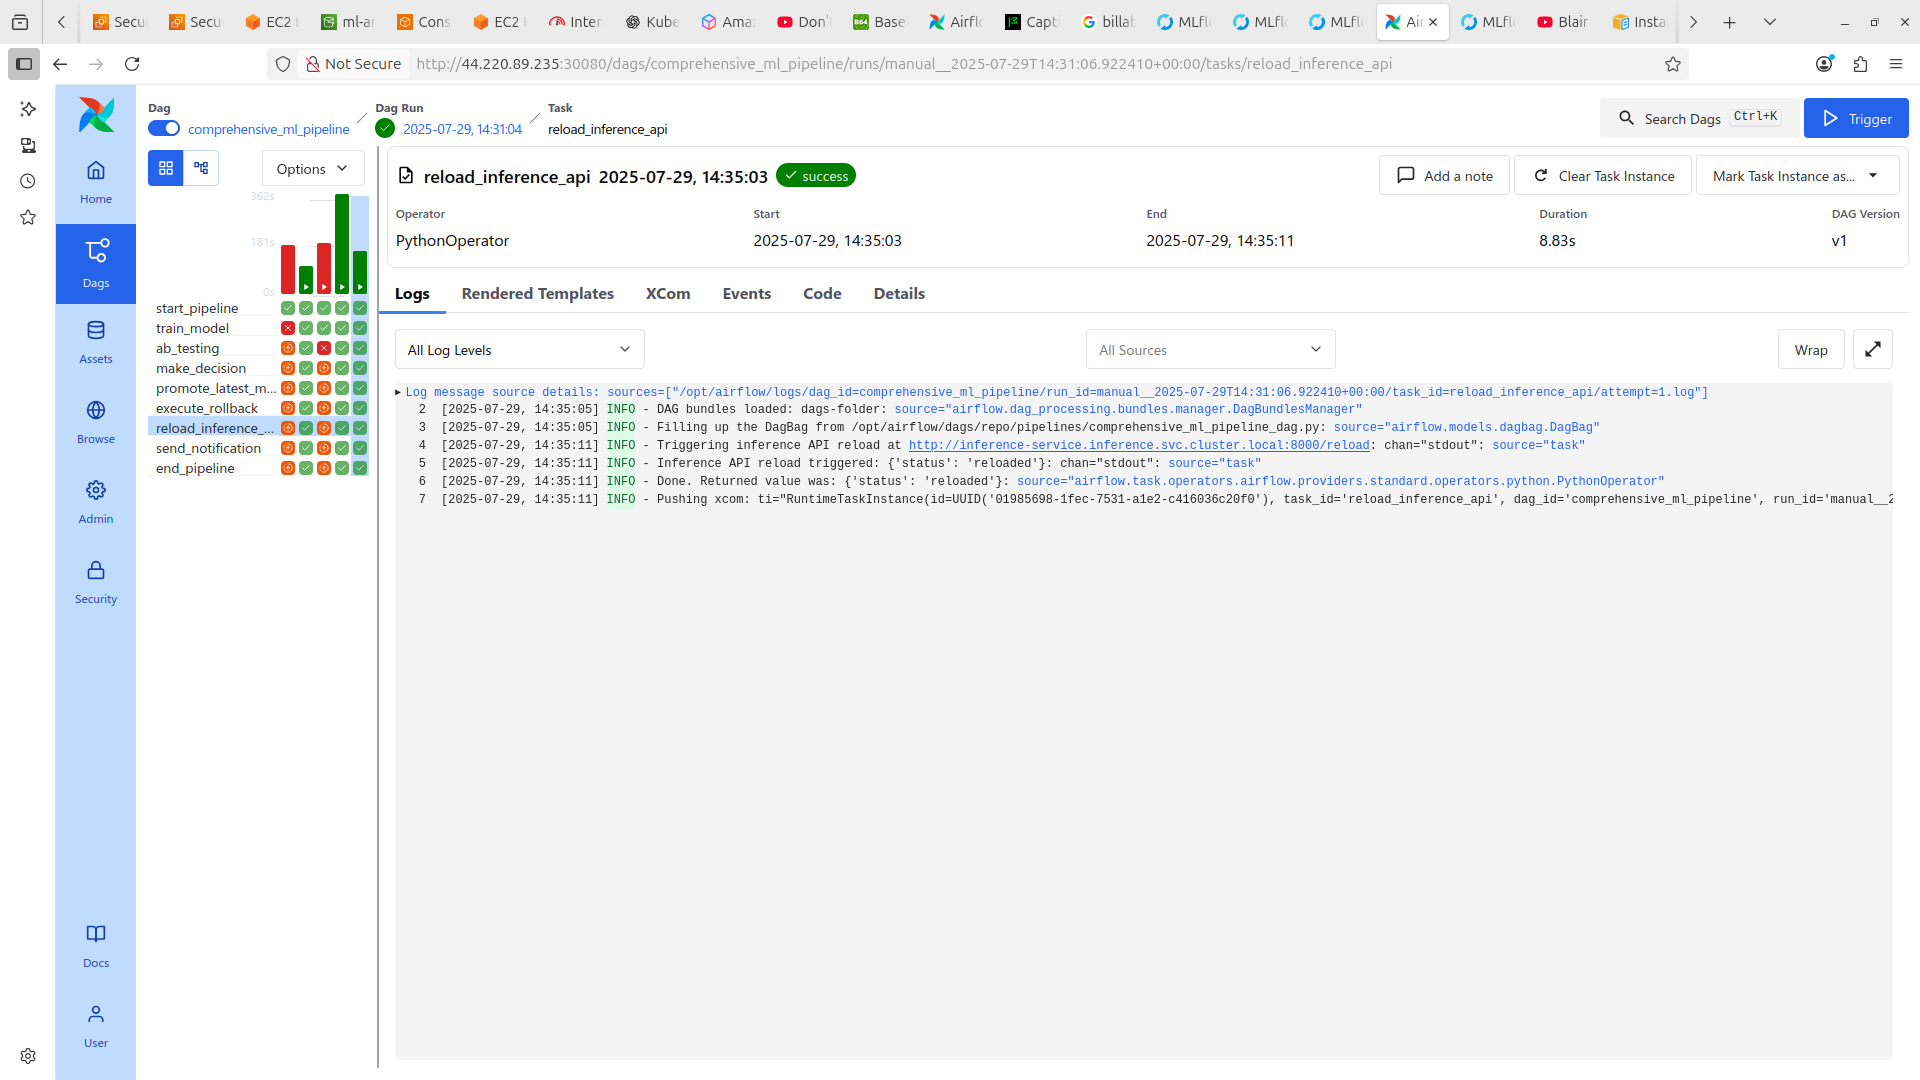 Secu
Secu
EC2
ml-ar
Cons
EC2
Inter
Kube
Ama
Don'
Base
Airfl
Capt
billa
MLfl
MLfl
MLfl
Air
MLfl
Blair
Insta
Not Secure
http://44.220.89.235:30080/dags/comprehensive_ml_pipeline/runs/manual__2025-07-29T14:31:06.922410+00:00/tasks/reload_inference_api
Home
Dags
Assets
Browse
Admin
Security
Docs
User
Dag
comprehensive_ml_pipeline
Dag Run
2025-07-29, 14:31:04
Task
reload_inference_api
Search Dags Ctrl+K
Trigger
Options
362s
181s
0s
start_pipeline
train_model
ab_testing
make_decision
promote_latest_m...
execute_rollback
reload_inference_...
send_notification
end_pipeline
reload_inference_api 2025-07-29, 14:35:03 success
Add a note
Clear Task Instance
Mark Task Instance as...
Operator Start End Duration DAG Version
PythonOperator 2025-07-29, 14:35:03 2025-07-29, 14:35:11 8.83s v1
Logs Rendered Templates XCom Events Code Details
All Log Levels All Sources Wrap
Log message source details: sources=["/opt/airflow/logs/dag_id=comprehensive_ml_pipeline/run_id=manual__2025-07-29T14:31:06.922410+00:00/task_id=reload_inference_api/attempt=1.log"]
2 [2025-07-29, 14:35:05] INFO - DAG bundles loaded: dags-folder: source="airflow.dag_processing.bundles.manager.DagBundlesManager"
3 [2025-07-29, 14:35:05] INFO - Filling up the DagBag from /opt/airflow/dags/repo/pipelines/comprehensive_ml_pipeline_dag.py: source="airflow.models.dagbag.DagBag"
4 [2025-07-29, 14:35:11] INFO - Triggering inference API reload at http://inference-service.inference.svc.cluster.local:8000/reload: chan="stdout": source="task"
5 [2025-07-29, 14:35:11] INFO - Inference API reload triggered: {'status': 'reloaded'}: chan="stdout": source="task"
6 [2025-07-29, 14:35:11] INFO - Done. Returned value was: {'status': 'reloaded'}: source="airflow.task.operators.airflow.providers.standard.operators.python.PythonOperator"
7 [2025-07-29, 14:35:11] INFO - Pushing xcom: ti="RuntimeTaskInstance(id=UUID('01985698-1fec-7531-a1e2-c416036c20f0'), task_id='reload_inference_api', dag_id='comprehensive_ml_pipeline', run_id='manual__2